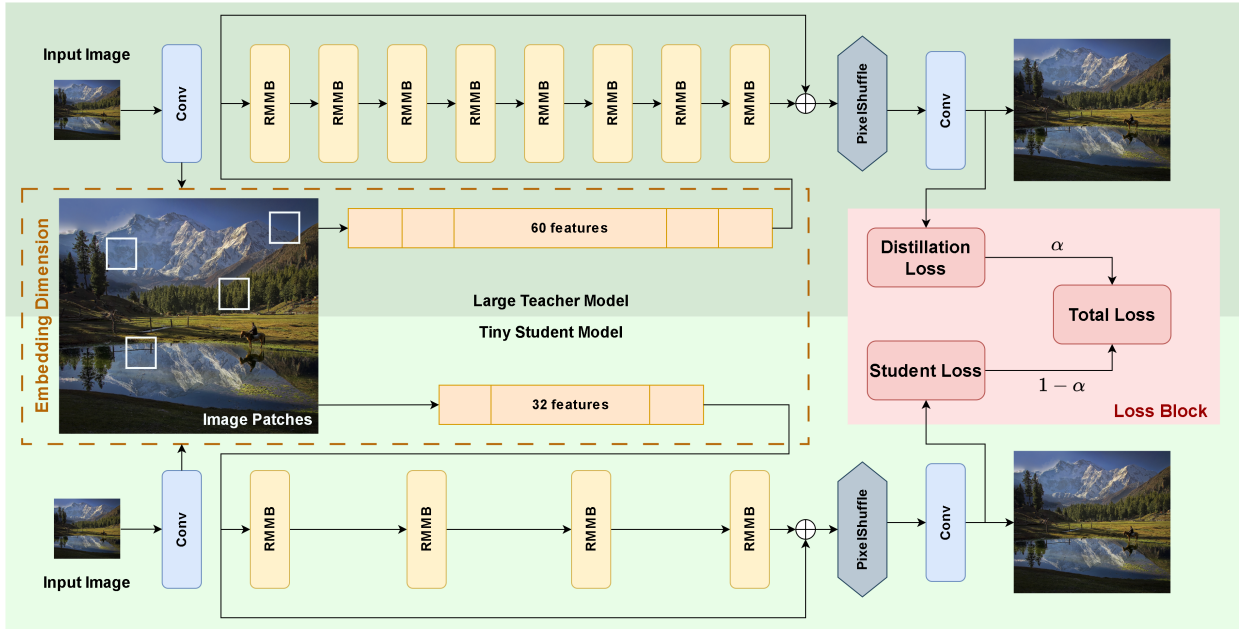 Input Image
Conv
RMMB
RMMB
RMMB
RMMB
RMMB
RMMB
RMMB
RMMB
PixelShuffle
Conv
Embedding Dimension
60 features
Large Teacher Model
Tiny Student Model
32 features
Image Patches
Distillation
Loss
α
Total Loss
Student Loss
1 − α
Loss Block
Conv
RMMB
RMMB
RMMB
RMMB
PixelShuffle
Conv
Input Image